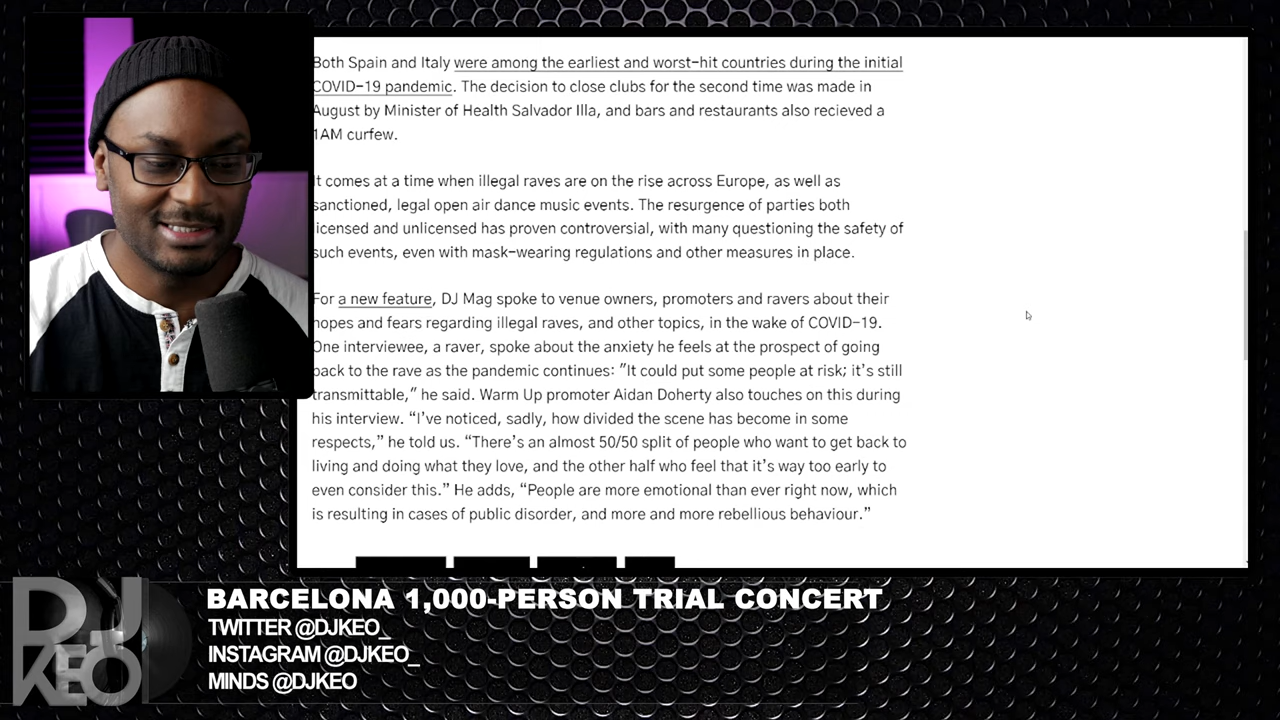 Both Spain and Italy were among the earliest and worst-hit countries during the initial
COVID-19 pandemic. The decision to close clubs for the second time was made in
August by Minister of Health Salvador Illa, and bars and restaurants also recieved a
1AM curfew.
It comes at a time when illegal raves are on the rise across Europe, as well as
sanctioned, legal open air dance music events. The resurgence of parties both
licensed and unlicensed has proven controversial, with many questioning the safety of
such events, even with mask-wearing regulations and other measures in place.
For a new feature, DJ Mag spoke to venue owners, promoters and ravers about their
hopes and fears regarding illegal raves, and other topics, in the wake of COVID-19.
One interviewee, a raver, spoke about the anxiety he feels at the prospect of going
back to the rave as the pandemic continues: "It could put some people at risk; it's still
transmittable," he said. Warm Up promoter Aidan Doherty also touches on this during
his interview. “I've noticed, sadly, how divided the scene has become in some
respects,” he told us. “There's an almost 50/50 split of people who want to get back to
living and doing what they love, and the other half who feel that it's way too early to
even consider this.” He adds, “People are more emotional than ever right now, which
is resulting in cases of public disorder, and more and more rebellious behaviour.”
DJ
KEO
BARCELONA 1,000-PERSON TRIAL CONCERT
TWITTER @DJKEO_
INSTAGRAM @DJKEO_
MINDS @DJKEO